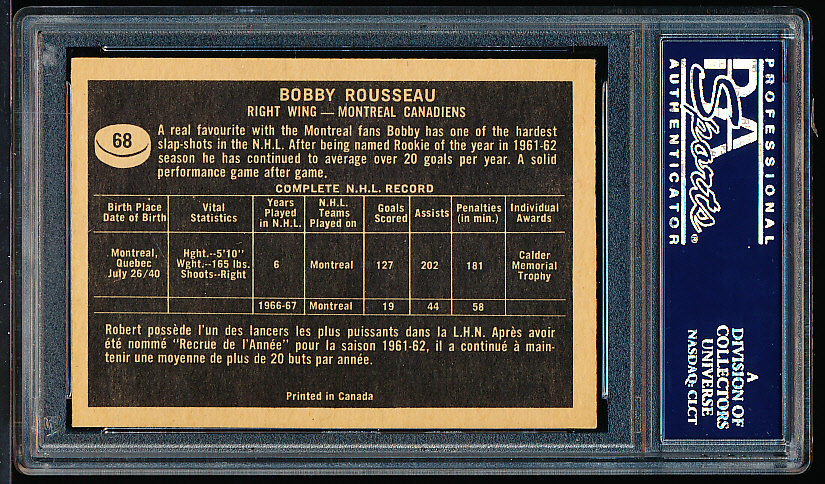 BOBBY ROUSSEAU
RIGHT WING — MONTREAL CANADIENS
68
A real favourite with the Montreal fans Bobby has one of the hardest
slap-shots in the N.H.L. After being named Rookie of the year in 1961-62
season he has continued to average over 20 goals per year. A solid
performance game after game.
COMPLETE N.H.L. RECORD
Birth Place Date of Birth | Vital Statistics | Years Played in N.H.L. | N.H.L. Teams Played on | Goals Scored | Assists | Penalties (in min.) | Individual Awards
Montreal, Quebec July 26/40 | Hght.--5'10" Wght.--165 lbs. Shoots--Right | 6 | Montreal | 127 | 202 | 181 | Calder Memorial Trophy
1966-67 | Montreal | 19 | 44 | 58
Robert possède l'un des lancers les plus puissants dans la L.H.N. Après avoir
été nommé "Recrue de l'Année" pour la saison 1961-62, il a continué à main-
tenir une moyenne de plus de 20 buts par année.
Printed in Canada
PROFESSIONAL
PSA
Sports®
AUTHENTICATOR
A
DIVISION OF
COLLECTORS
UNIVERSE
NASDAQ: CLCT